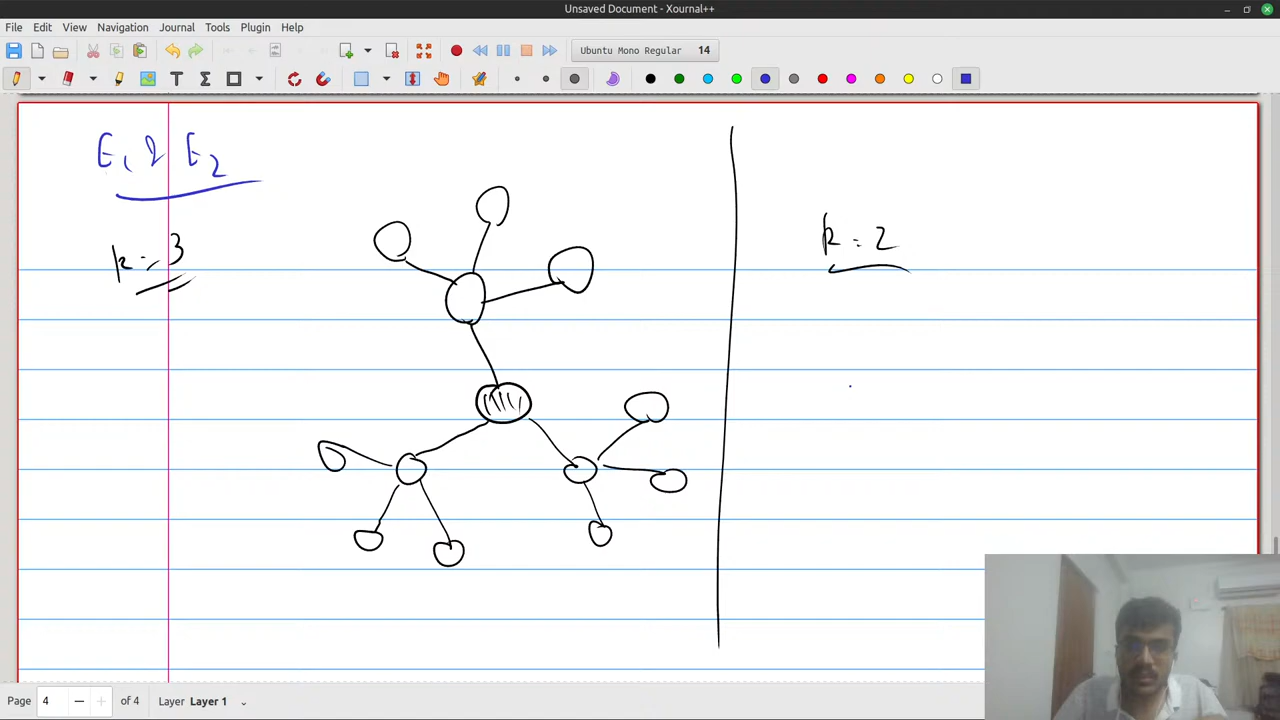 Unsaved Document - Xournal++
File Edit View Navigation Journal Tools Plugin Help
Ubuntu Mono Regular 14
E1 & E2
k = 3
k = 2
Page 4 of 4 Layer Layer 1